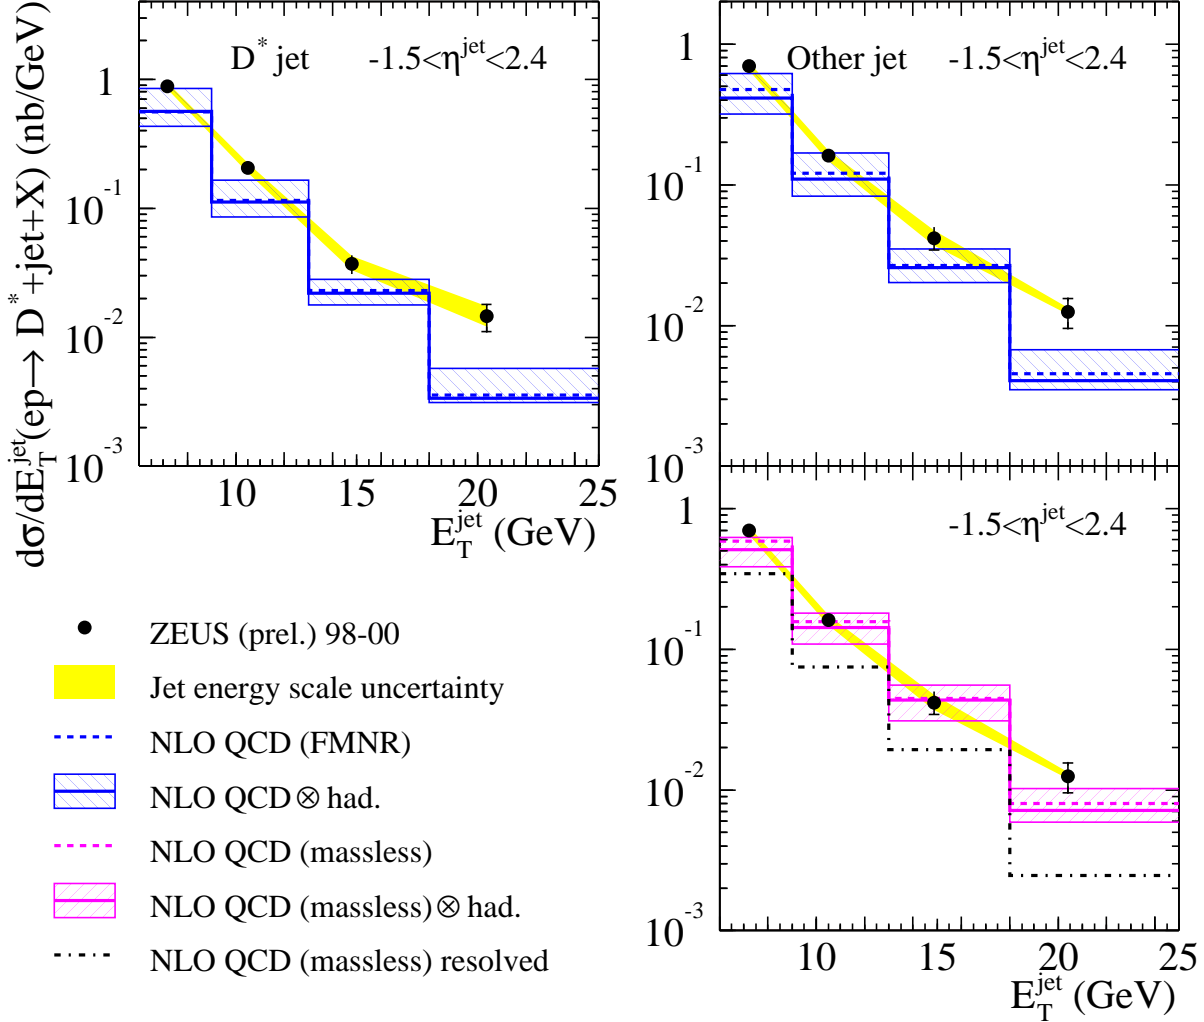 dσ/dE_T^jet(ep→ D^* +jet+X) (nb/GeV)
D^* jet -1.5<η^jet<2.4
1
10^-1
10^-2
10^-3
10 15 20 25
E_T^jet (GeV)
Other jet -1.5<η^jet<2.4
1
10^-1
10^-2
10^-3
-1.5<η^jet<2.4
1
10^-1
10^-2
10^-3
10 15 20 25
E_T^jet (GeV)
ZEUS (prel.) 98-00
Jet energy scale uncertainty
NLO QCD (FMNR)
NLO QCD ⊗ had.
NLO QCD (massless)
NLO QCD (massless) ⊗ had.
NLO QCD (massless) resolved